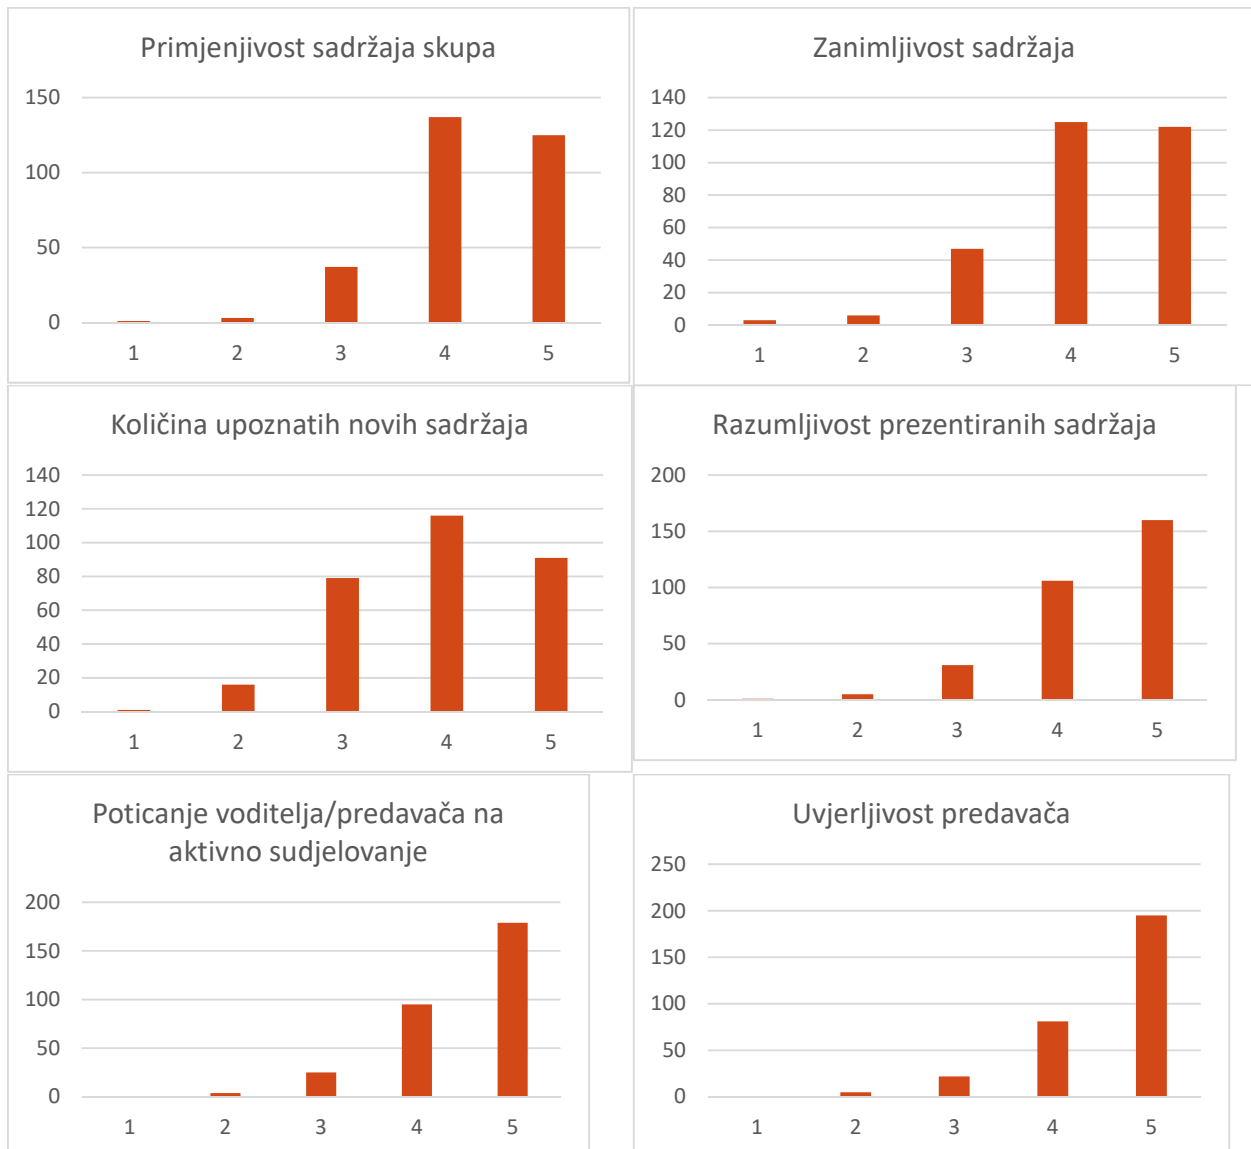 Primjenjivost sadržaja skupa
150
100
50
0
1 2 3 4 5
Zanimljivost sadržaja
140
120
100
80
60
40
20
0
1 2 3 4 5
Količina upoznatih novih sadržaja
140
120
100
80
60
40
20
0
1 2 3 4 5
Razumljivost prezentiranih sadržaja
200
150
100
50
0
1 2 3 4 5
Poticanje voditelja/predavača na
aktivno sudjelovanje
200
150
100
50
0
1 2 3 4 5
Uvjerljivost predavača
250
200
150
100
50
0
1 2 3 4 5